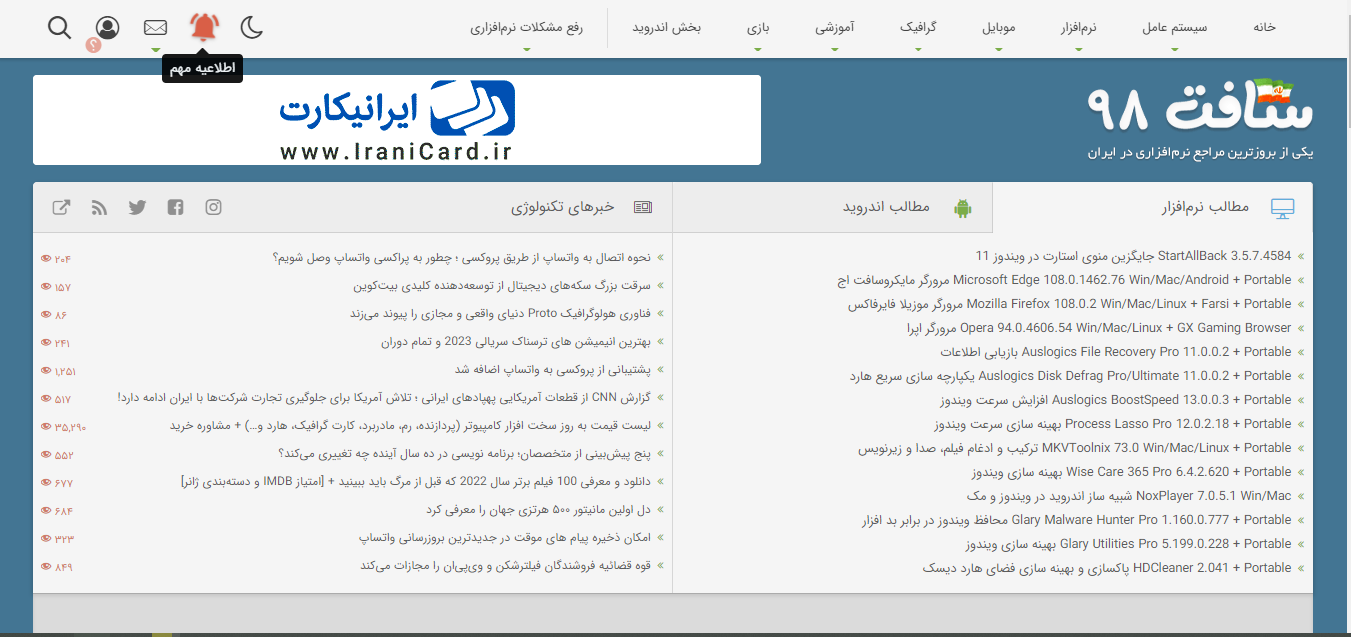 خانه
سیستم عامل
نرم‌افزار
موبایل
گرافیک
آموزشی
بازی
بخش اندروید
رفع مشکلات نرم‌افزاری
؟
اطلاعیه مهم
سافت ۹۸
یکی از بروزترین مراجع نرم‌افزاری در ایران
ایرانیکارت
www.IraniCard.ir
مطالب نرم‌افزار
مطالب اندروید
خبرهای تکنولوژی
« StartAllBack 3.5.7.4584 جایگزین منوی استارت در ویندوز 11
« Microsoft Edge 108.0.1462.76 Win/Mac/Android + Portable مرورگر مایکروسافت اج
« Mozilla Firefox 108.0.2 Win/Mac/Linux + Farsi + Portable مرورگر موزیلا فایرفاکس
« Opera 94.0.4606.54 Win/Mac/Linux + GX Gaming Browser مرورگر اپرا
« Auslogics File Recovery Pro 11.0.0.2 + Portable بازیابی اطلاعات
« Auslogics Disk Defrag Pro/Ultimate 11.0.0.2 + Portable یکپارچه سازی سریع هارد
« Auslogics BoostSpeed 13.0.0.3 + Portable افزایش سرعت ویندوز
« Process Lasso Pro 12.0.2.18 + Portable بهینه سازی سرعت ویندوز
« MKVToolnix 73.0 Win/Mac/Linux + Portable ترکیب و ادغام فیلم، صدا و زیرنویس
« Wise Care 365 Pro 6.4.2.620 + Portable بهینه سازی ویندوز
« NoxPlayer 7.0.5.1 Win/Mac شبیه ساز اندروید در ویندوز و مک
« Glary Malware Hunter Pro 1.160.0.777 + Portable محافظ ویندوز در برابر بد افزار
« Glary Utilities Pro 5.199.0.228 + Portable بهینه سازی ویندوز
« HDCleaner 2.041 + Portable پاکسازی و بهینه سازی فضای هارد دیسک
« نحوه اتصال به واتساپ از طریق پروکسی ؛ چطور به پراکسی واتساپ وصل شویم؟ ۲۰۴
« سرقت بزرگ سکه‌های دیجیتال از توسعه‌دهنده کلیدی بیت‌کوین ۱۵۷
« فناوری هولوگرافیک Proto دنیای واقعی و مجازی را پیوند می‌زند ۸۶
« بهترین انیمیشن های ترسناک سریالی 2023 و تمام دوران ۲۴۱
« پشتیبانی از پروکسی به واتساپ اضافه شد ۱,۲۵۱
« گزارش CNN از قطعات آمریکایی پهپادهای ایرانی ؛ تلاش آمریکا برای جلوگیری تجارت شرکت‌ها با ایران ادامه دارد! ۵۱۷
« لیست قیمت به روز سخت افزار کامپیوتر (پردازنده، رم، مادربرد، کارت گرافیک، هارد و...) + مشاوره خرید ۳۵,۲۹۰
« پنج پیش‌بینی از متخصصان؛ برنامه نویسی در ده سال آینده چه تغییری می‌کند؟ ۵۵۲
« دانلود و معرفی 100 فیلم برتر سال 2022 که قبل از مرگ باید ببینید + [امتیاز IMDB و دسته‌بندی ژانر] ۶۷۷
« دل اولین مانیتور ۵۰۰ هرتزی جهان را معرفی کرد ۶۸۴
« امکان ذخیره پیام های موقت در جدیدترین بروزرسانی واتساپ ۳۲۳
« قوه قضائیه فروشندگان فیلترشکن و وی‌پی‌ان را مجازات می‌کند ۸۴۹